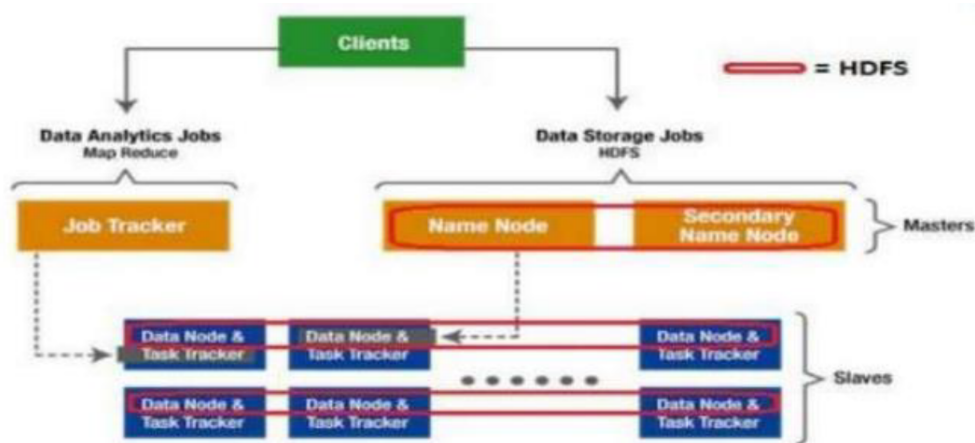 Clients
= HDFS
Data Analytics Jobs
Map Reduce
Data Storage Jobs
HDFS
Job Tracker
Name Node
Secondary
Name Node
Masters
Data Node &
Task Tracker
Data Node &
Task Tracker
Data Node &
Task Tracker
Slaves
Data Node &
Task Tracker
Data Node &
Task Tracker
Data Node &
Task Tracker